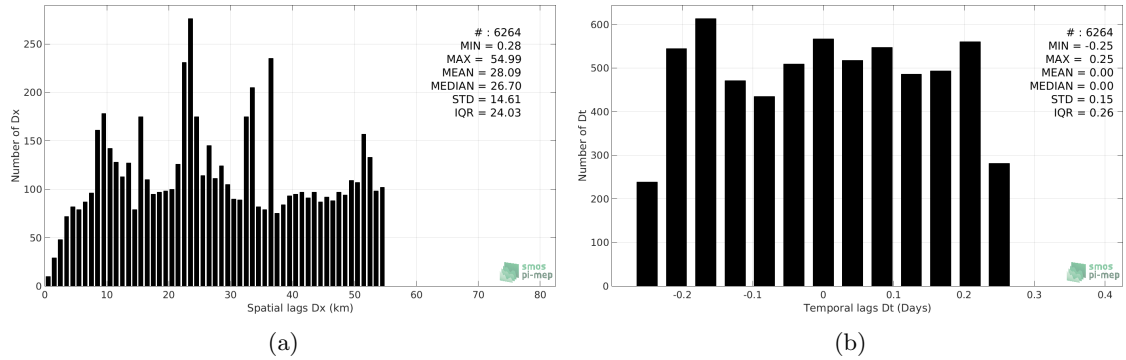 250
200
150
100
50
0
Number of Dx
0 10 20 30 40 50 60 70 80
Spatial lags Dx (km)
# : 6264
MIN = 0.28
MAX = 54.99
MEAN = 28.09
MEDIAN = 26.70
STD = 14.61
IQR = 24.03
smos
pi-mep
(a)
600
500
400
300
200
100
0
Number of Dt
-0.2 -0.1 0 0.1 0.2 0.3 0.4
Temporal lags Dt (Days)
# : 6264
MIN = -0.25
MAX = 0.25
MEAN = 0.00
MEDIAN = 0.00
STD = 0.15
IQR = 0.26
smos
pi-mep
(b)